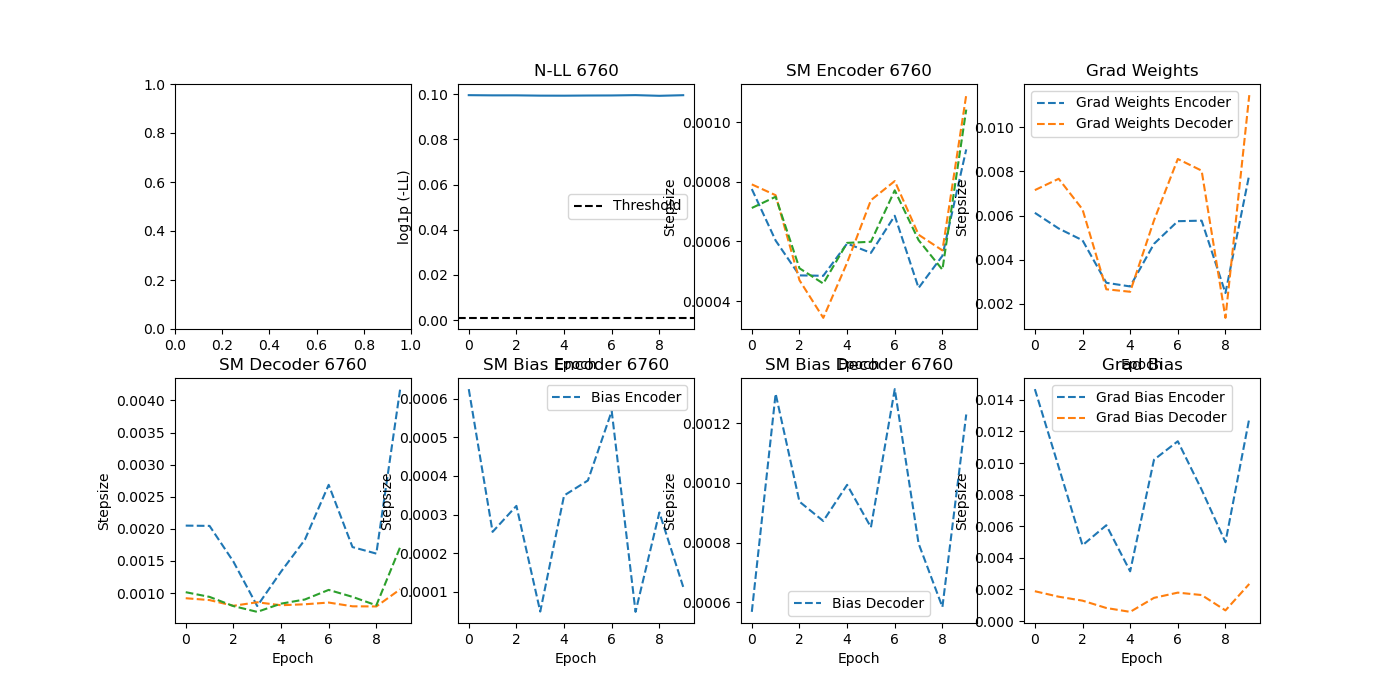 N-LL 6760
SM Encoder 6760
Grad Weights
1.0
0.8
0.6
0.4
0.2
0.0
0.0 0.2 0.4 0.6 0.8 1.0
log1p (-LL)
0.10
0.08
0.06
0.04
0.02
0.00
Threshold
0 2 4 6 8
Epoch
Stepsize
0.0010
0.0008
0.0006
0.0004
0 2 4 6 8
Epoch
Stepsize
0.010
0.008
0.006
0.004
0.002
Grad Weights Encoder
Grad Weights Decoder
0 2 4 6 8
Epoch
SM Decoder 6760
SM Bias Encoder 6760
SM Bias Decoder 6760
Grad Bias
Stepsize
0.0040
0.0035
0.0030
0.0025
0.0020
0.0015
0.0010
0 2 4 6 8
Epoch
Stepsize
0.0006
0.0005
0.0004
0.0003
0.0002
0.0001
Bias Encoder
0 2 4 6 8
Epoch
Stepsize
0.0012
0.0010
0.0008
0.0006
Bias Decoder
0 2 4 6 8
Epoch
Stepsize
0.014
0.012
0.010
0.008
0.006
0.004
0.002
0.000
Grad Bias Encoder
Grad Bias Decoder
0 2 4 6 8
Epoch